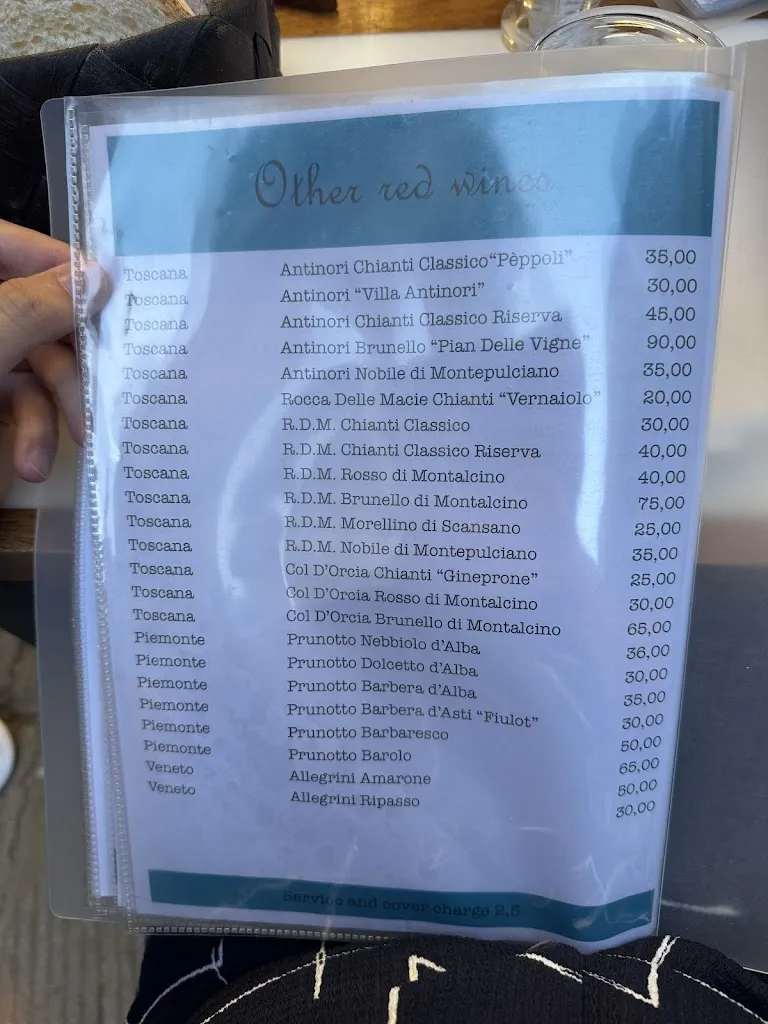 Other red wines
Toscana Antinori Chianti Classico“Pèppoli” 35,00
Toscana Antinori “Villa Antinori” 30,00
Toscana Antinori Chianti Classico Riserva 45,00
Toscana Antinori Brunello “Pian Delle Vigne” 90,00
Toscana Antinori Nobile di Montepulciano 35,00
Toscana Rocca Delle Macie Chianti “Vernaiolo” 20,00
Toscana R.D.M. Chianti Classico 30,00
Toscana R.D.M. Chianti Classico Riserva 40,00
Toscana R.D.M. Rosso di Montalcino 40,00
Toscana R.D.M. Brunello di Montalcino 75,00
Toscana R.D.M. Morellino di Scansano 25,00
Toscana R.D.M. Nobile di Montepulciano 35,00
Toscana Col D’Orcia Chianti “Gineprone” 25,00
Toscana Col D’Orcia Rosso di Montalcino 30,00
Toscana Col D’Orcia Brunello di Montalcino 65,00
Piemonte Prunotto Nebbiolo d’Alba 36,00
Piemonte Prunotto Dolcetto d’Alba 30,00
Piemonte Prunotto Barbera d’Alba 35,00
Piemonte Prunotto Barbera d’Asti “Fiulot” 30,00
Piemonte Prunotto Barbaresco 50,00
Piemonte Prunotto Barolo 65,00
Veneto Allegrini Amarone 50,00
Veneto Allegrini Ripasso 30,00
Service and cover charge 2,5